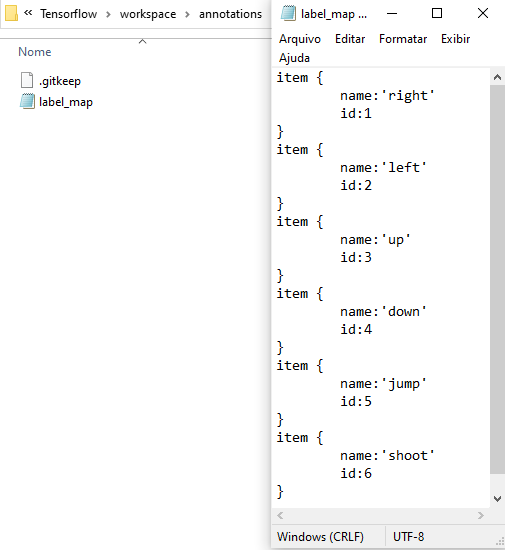 « Tensorflow › workspace › annotations
Nome
.gitkeep
label_map
label_map ...
Arquivo Editar Formatar Exibir
Ajuda
item {
        name:'right'
        id:1
}
item {
        name:'left'
        id:2
}
item {
        name:'up'
        id:3
}
item {
        name:'down'
        id:4
}
item {
        name:'jump'
        id:5
}
item {
        name:'shoot'
        id:6
}
Windows (CRLF) UTF-8